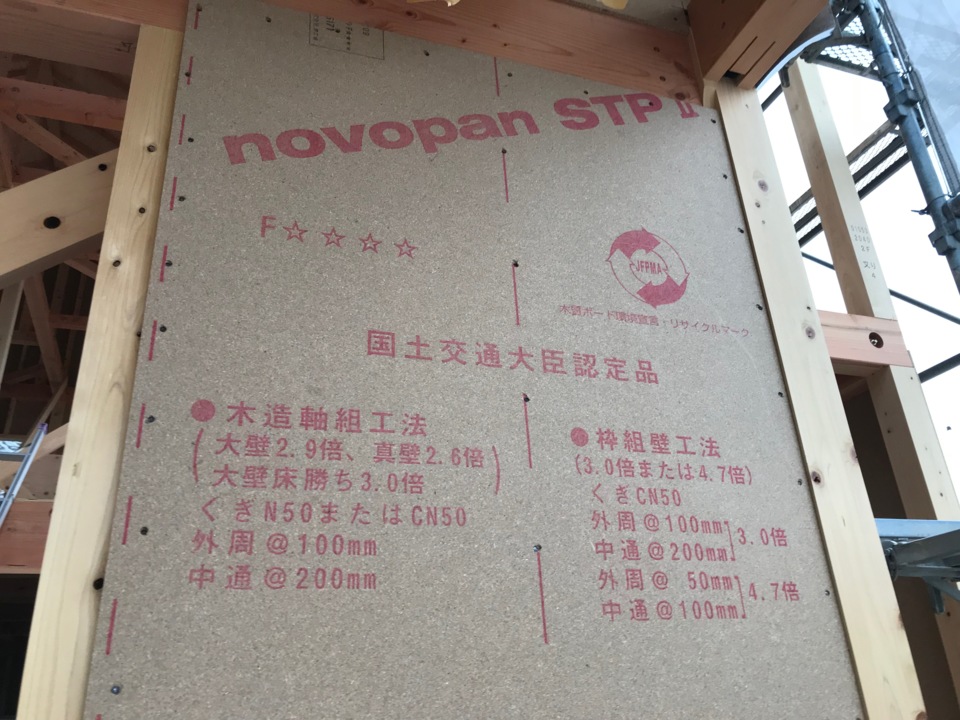 novopan STP II
F☆☆☆☆
JFPMA
木質ボード環境宣言・リサイクルマーク
国土交通大臣認定品
●木造軸組工法
(大壁2.9倍、真壁2.6倍
大壁床勝ち3.0倍)
くぎN50またはCN50
外周@100mm
中通@200mm
●枠組壁工法
(3.0倍または4.7倍)
くぎCN50
外周@100mm
中通@200mm]3.0倍
外周@ 50mm
中通@100mm]4.7倍